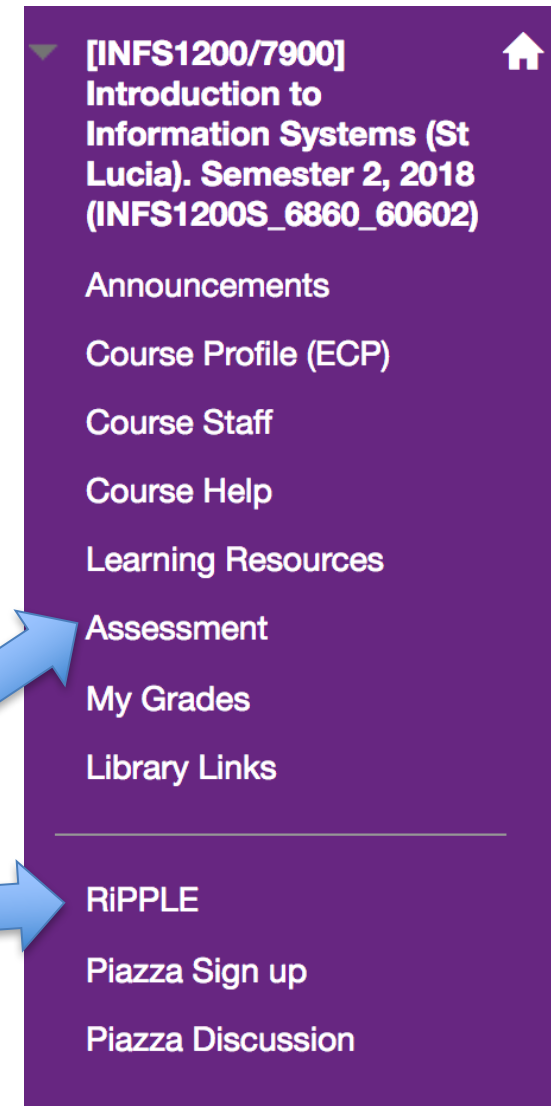 [INFS1200/7900]
Introduction to
Information Systems (St
Lucia). Semester 2, 2018
(INFS1200S_6860_60602)
Announcements
Course Profile (ECP)
Course Staff
Course Help
Learning Resources
Assessment
My Grades
Library Links
RiPPLE
Piazza Sign up
Piazza Discussion